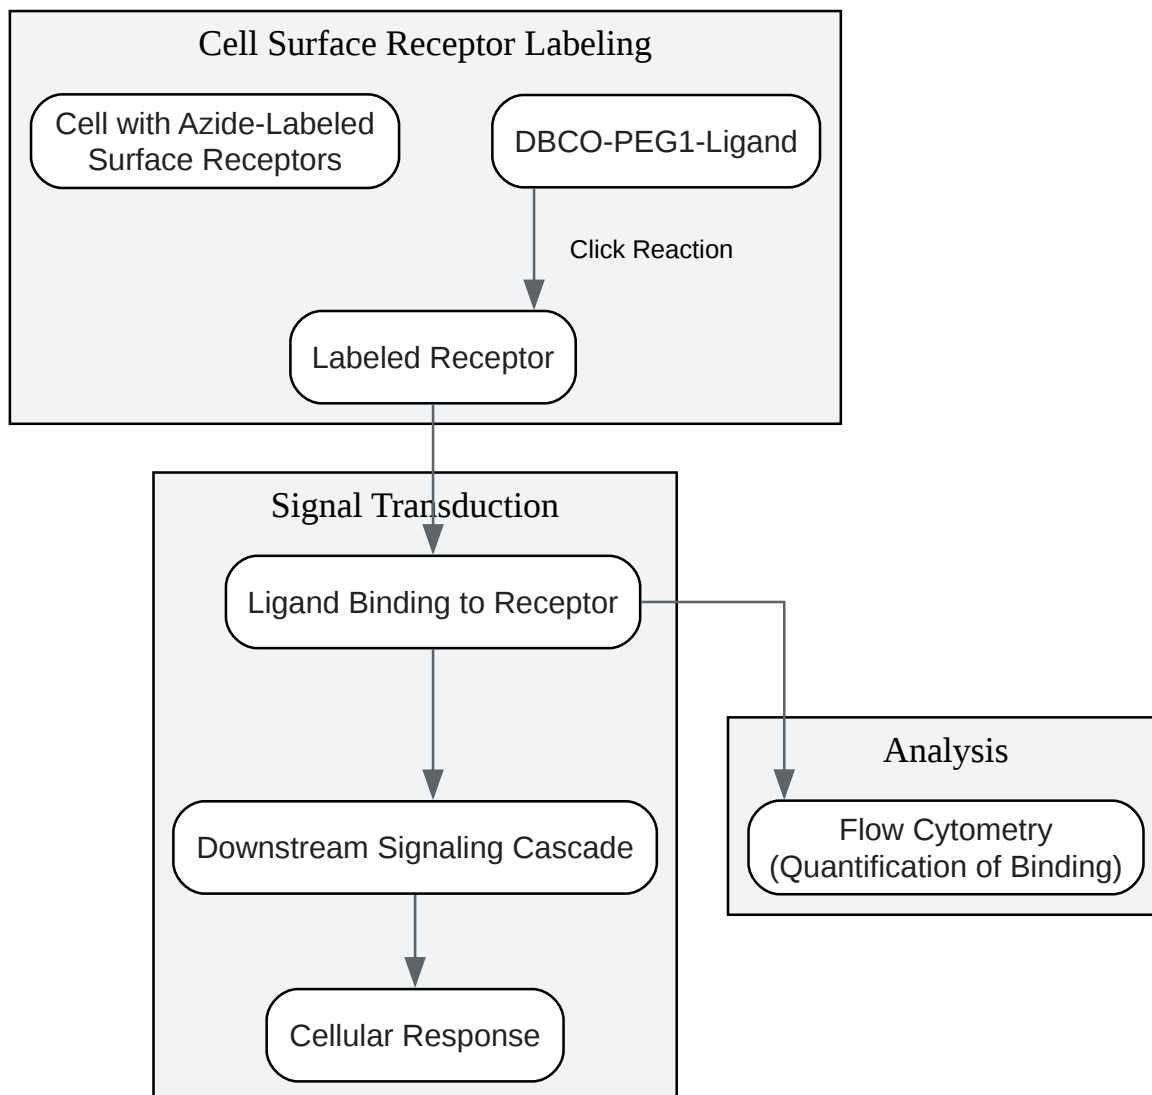 Cell Surface Receptor Labeling
Cell with Azide-Labeled
Surface Receptors
DBCO-PEG1-Ligand
Click Reaction
Labeled Receptor
Signal Transduction
Ligand Binding to Receptor
Analysis
Flow Cytometry
(Quantification of Binding)
Downstream Signaling Cascade
Cellular Response